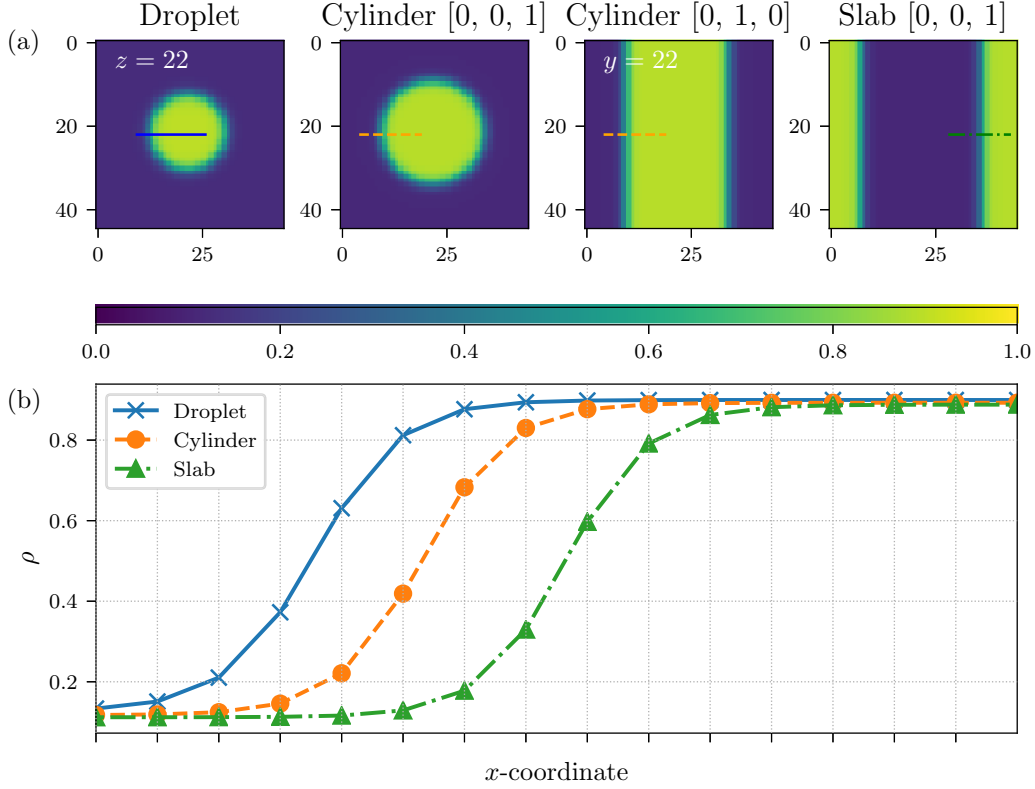 (a)
Droplet
Cylinder [0, 0, 1]
Cylinder [0, 1, 0]
Slab [0, 0, 1]
z = 22
y = 22
0
20
40
0
25
0
20
40
0
25
0
20
40
0
25
0
20
40
0
25
0.0
0.2
0.4
0.6
0.8
1.0
(b)
Droplet
Cylinder
Slab
0.8
0.6
0.4
0.2
ρ
x-coordinate